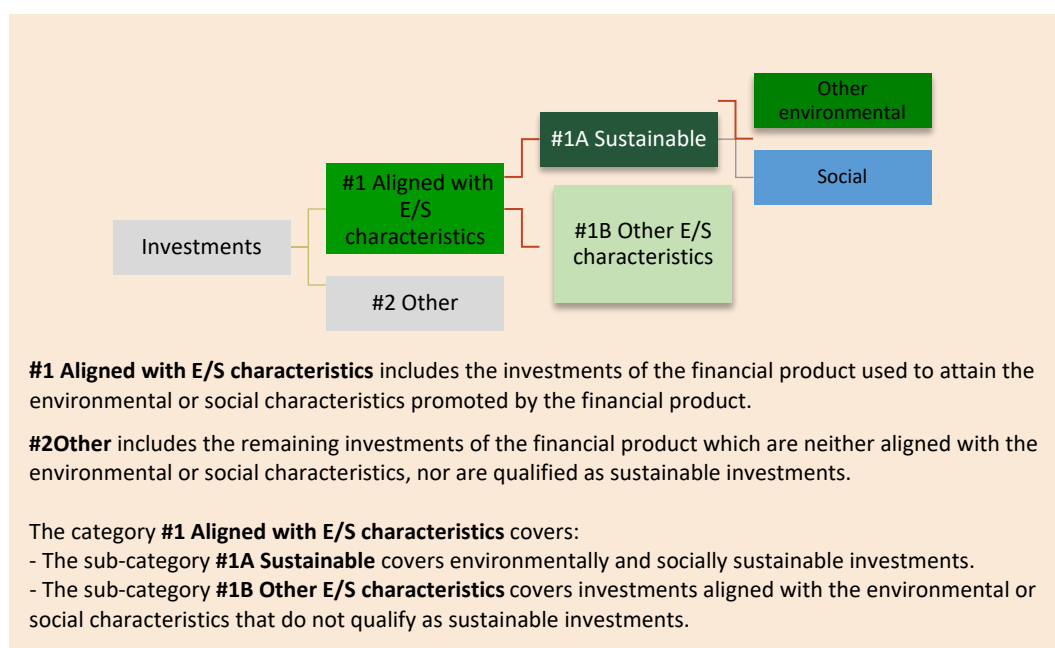 Other
environmental
#1A Sustainable
Social
#1 Aligned with
E/S
characteristics
#1B Other E/S
characteristics
Investments
#2 Other
#1 Aligned with E/S characteristics includes the investments of the financial product used to attain the
environmental or social characteristics promoted by the financial product.
#2Other includes the remaining investments of the financial product which are neither aligned with the
environmental or social characteristics, nor are qualified as sustainable investments.
The category #1 Aligned with E/S characteristics covers:
- The sub-category #1A Sustainable covers environmentally and socially sustainable investments.
- The sub-category #1B Other E/S characteristics covers investments aligned with the environmental or
social characteristics that do not qualify as sustainable investments.